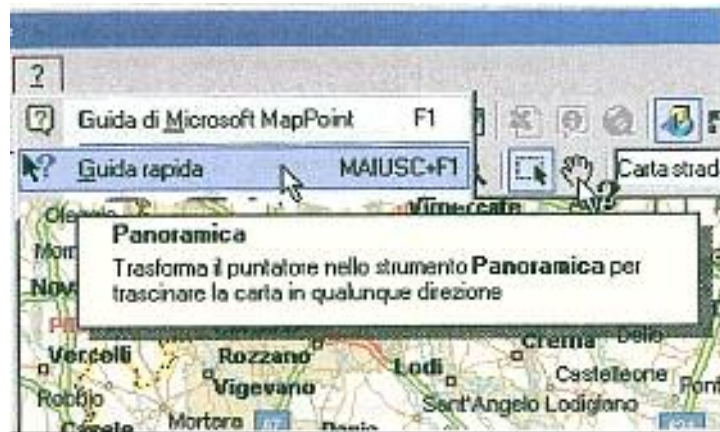 ?
Guida di Microsoft MapPoint F1
Guida rapida MAIUSC+F1
Carta strad
Vimercate
Panoramica
Trasforma il puntatore nello strumento Panoramica per
trascinare la carta in qualunque direzione
Crema
Vercelli Rozzano Lodi
Vigevano Castelleone
Robbio Sant'Angelo Lodigiano
Mortara